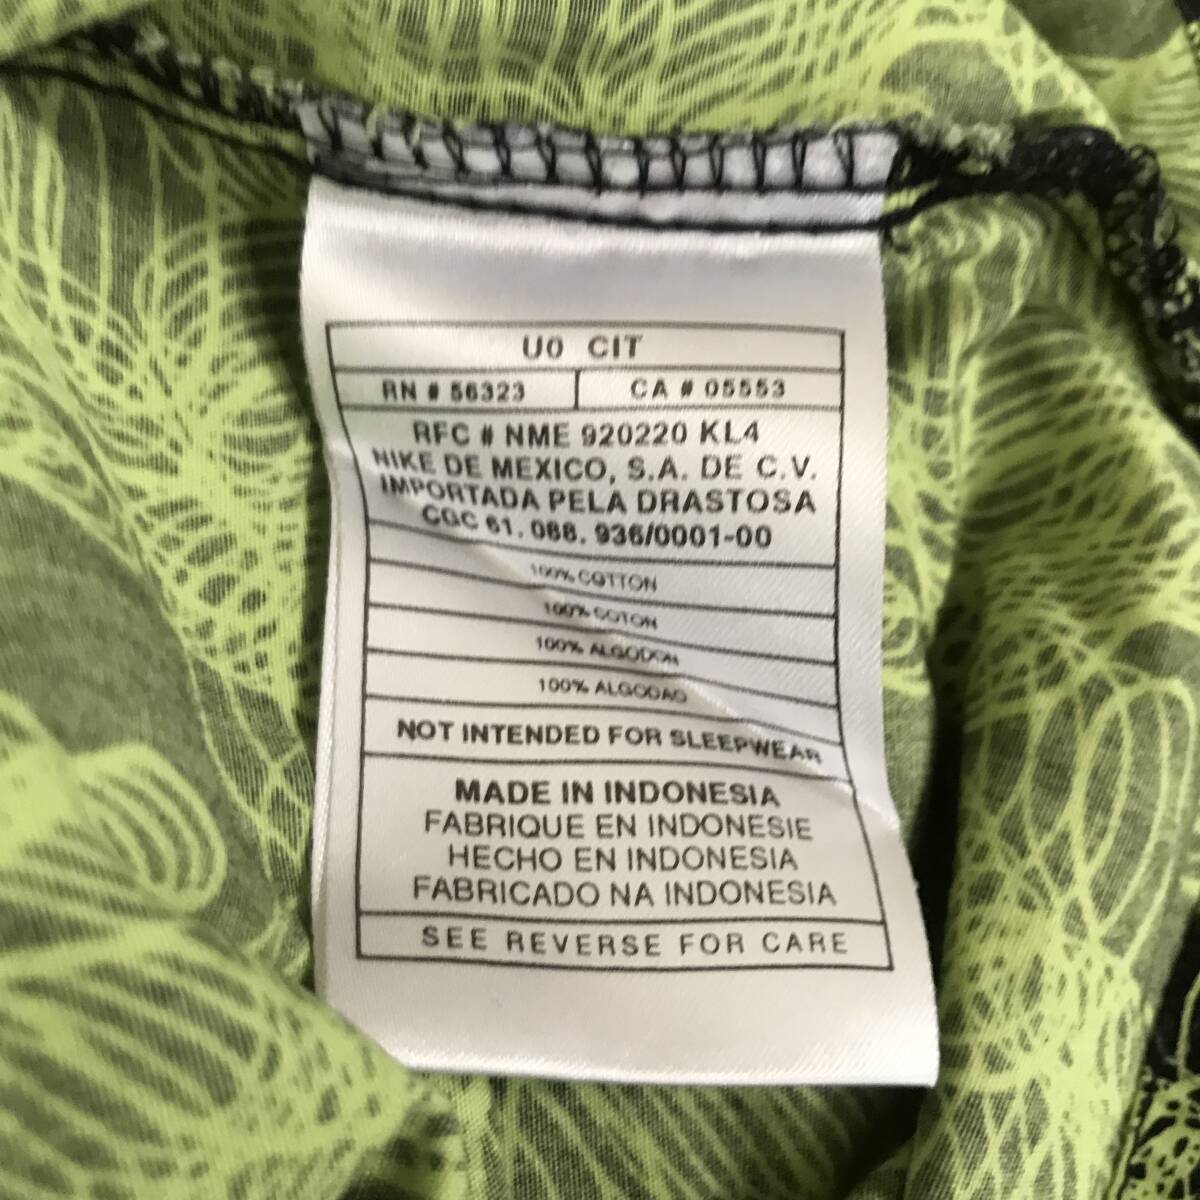 U0 CIT
RN # 56323 CA # 05553
RFC # NME 920220 KL4
NIKE DE MEXICO, S.A. DE C.V.
IMPORTADA PELA DRASTOSA
CGC 61. 088. 936/0001-00
100% COTTON
100% COTON
100% ALGODON
100% ALGODAO
NOT INTENDED FOR SLEEPWEAR
MADE IN INDONESIA
FABRIQUE EN INDONESIE
HECHO EN INDONESIA
FABRICADO NA INDONESIA
SEE REVERSE FOR CARE